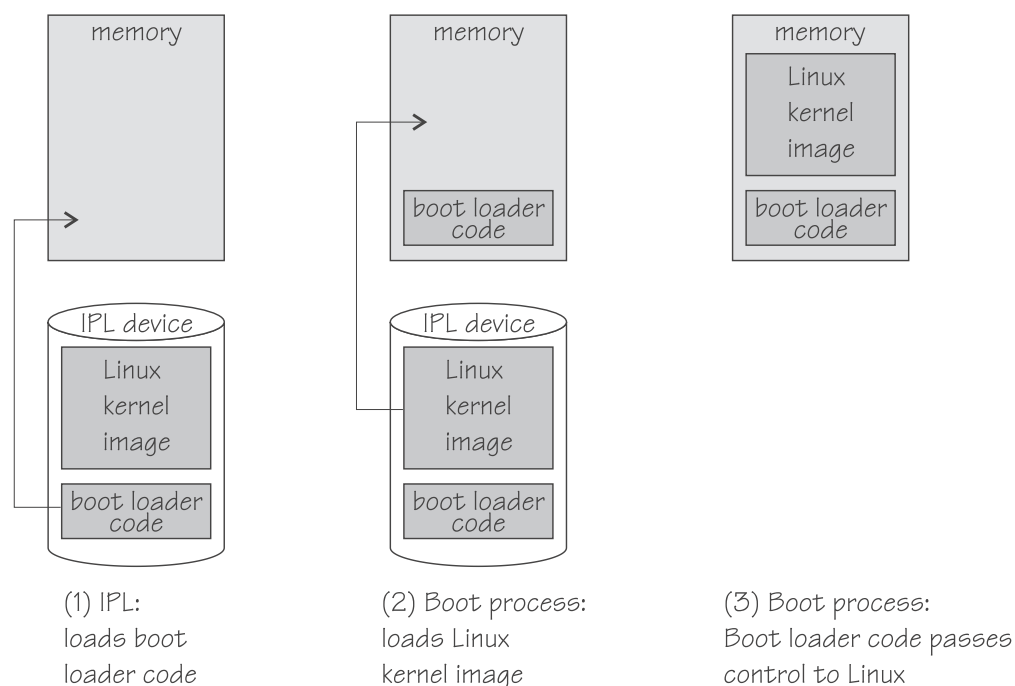 memory
IPL device
Linux
kernel
image
boot loader
code
(1) IPL:
loads boot
loader code
memory
boot loader
code
IPL device
Linux
kernel
image
boot loader
code
(2) Boot process:
loads Linux
kernel image
memory
Linux
kernel
image
boot loader
code
(3) Boot process:
Boot loader code passes
control to Linux